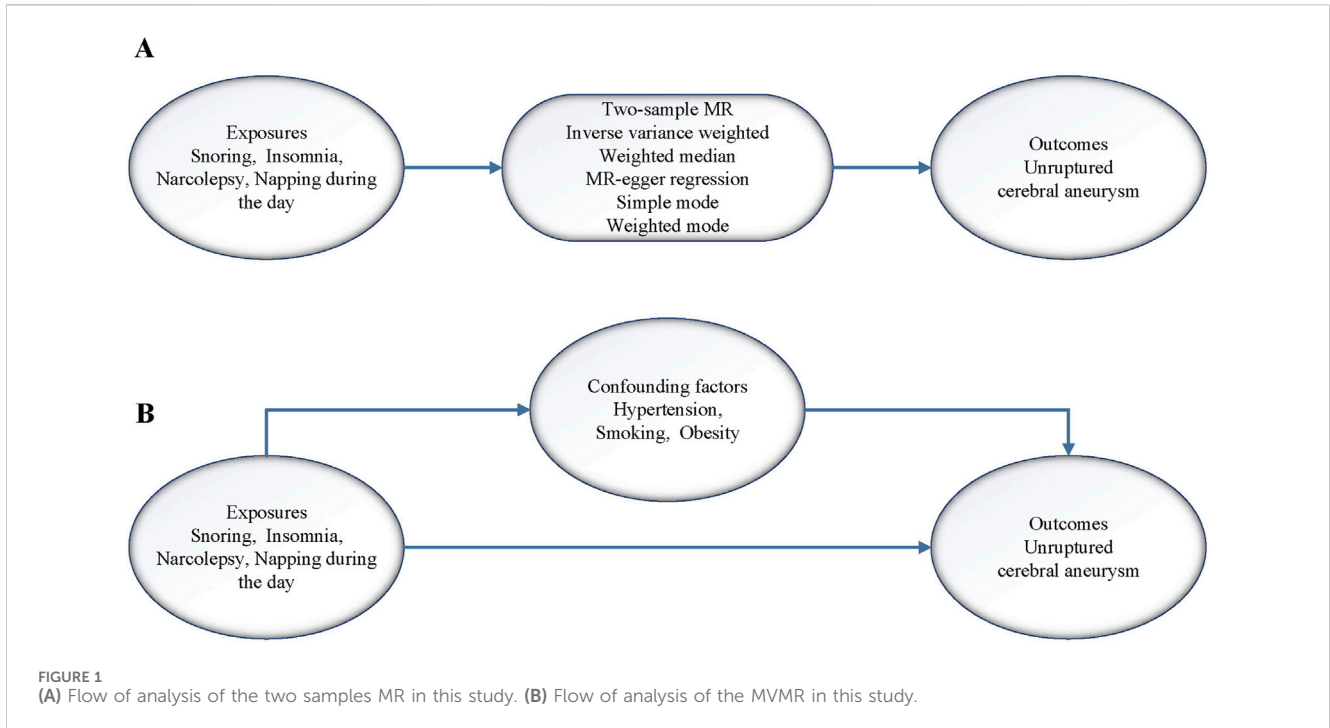 A
Exposures
Snoring, Insomnia,
Narcolepsy, Napping during
the day
Two-sample MR
Inverse variance weighted
Weighted median
MR-egger regression
Simple mode
Weighted mode
Outcomes
Unruptured
cerebral aneurysm
B
Confounding factors
Hypertension,
Smoking, Obesity
Exposures
Snoring, Insomnia,
Narcolepsy, Napping during
the day
Outcomes
Unruptured
cerebral aneurysm
FIGURE 1
(A) Flow of analysis of the two samples MR in this study. (B) Flow of analysis of the MVMR in this study.